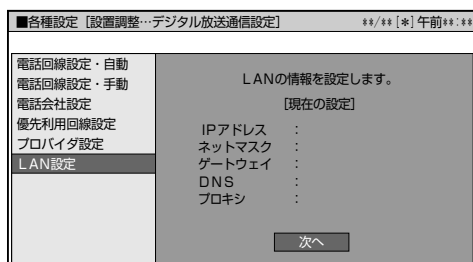 ■各種設定［設置調整…デジタル放送通信設定］ **/**[*]午前**:**
電話回線設定・自動
電話回線設定・手動
電話会社設定
優先利用回線設定
プロバイダ設定
LAN設定
LANの情報を設定します。
[現在の設定]
IPアドレス ：
ネットマスク ：
ゲートウェイ ：
DNS ：
プロキシ ：
次へ